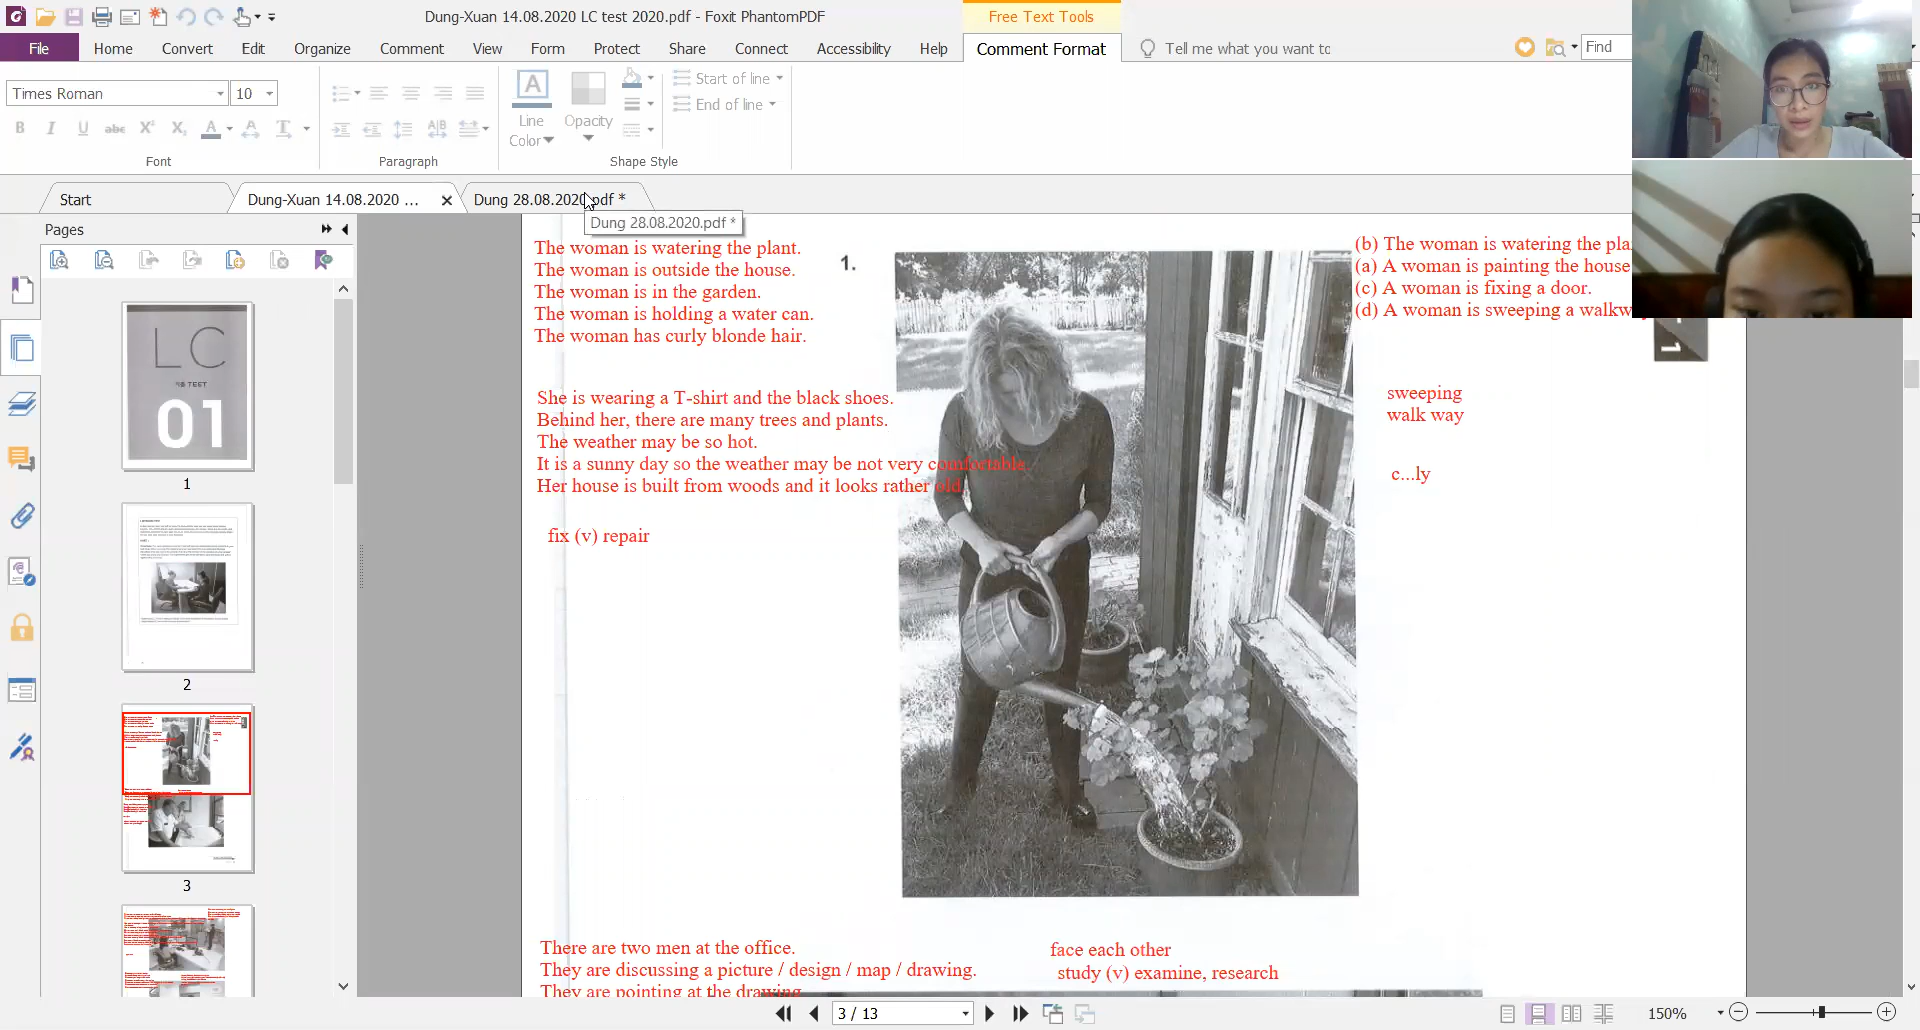 Dung-Xuan 14.08.2020 LC test 2020.pdf - Foxit PhantomPDF
Free Text Tools
File
Home
Convert
Edit
Organize
Comment
View
Form
Protect
Share
Connect
Accessibility
Help
Comment Format
Tell me what you want to
Find
Times Roman
10
Line
Color
Opacity
Start of line
End of line
Font
Paragraph
Shape Style
Start
Dung-Xuan 14.08.2020 ...
Dung 28.08.2020.pdf *
Dung 28.08.2020.pdf *
Pages
LC
01
1
2
3
The woman is watering the plant.
The woman is outside the house.
The woman is in the garden.
The woman is holding a water can.
The woman has curly blonde hair.
She is wearing a T-shirt and the black shoes.
Behind her, there are many trees and plants.
The weather may be so hot.
It is a sunny day so the weather may be not very comfortable
Her house is built from woods and it looks rather old
fix (v) repair
1.
(b) The woman is watering the
(a) A woman is painting the house
(c) A woman is fixing a door.
(d) A woman is sweeping a
1
sweeping
walk way
c...ly
There are two men at the office.
They are discussing a picture / design / map / drawing.
They are pointing at the drawing
face each other
study (v) examine, research
3 / 13
150%